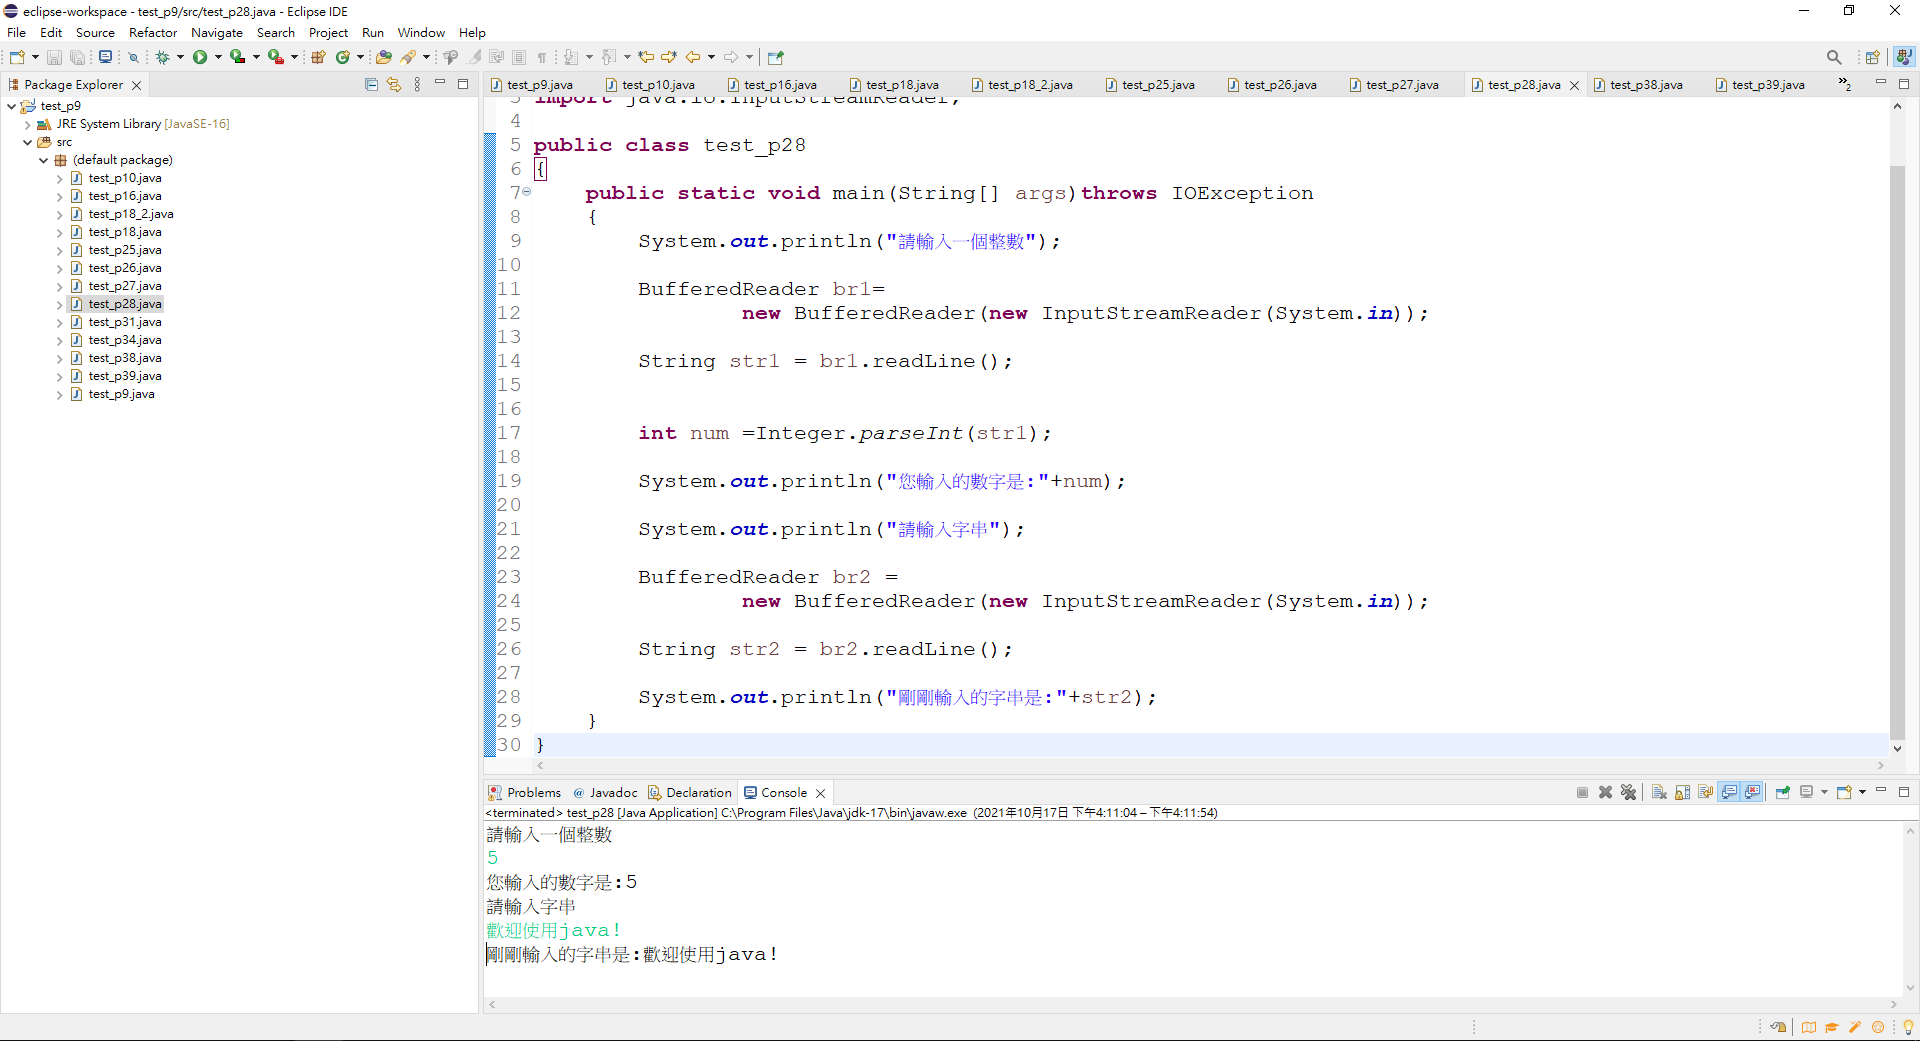 eclipse-workspace - test_p9/src/test_p28.java - Eclipse IDE
File Edit Source Refactor Navigate Search Project Run Window Help
Package Explorer
test_p9
JRE System Library [JavaSE-16]
src
(default package)
test_p10.java
test_p16.java
test_p18_2.java
test_p18.java
test_p25.java
test_p26.java
test_p27.java
test_p28.java
test_p31.java
test_p34.java
test_p38.java
test_p39.java
test_p9.java
test_p9.java test_p10.java test_p16.java test_p18.java test_p18_2.java test_p25.java test_p26.java test_p27.java test_p28.java test_p38.java test_p39.java »2
3 import java.io.InputStreamReader;
4
5 public class test_p28
6 {
7 public static void main(String[] args)throws IOException
8 {
9 System.out.println("請輸入一個整數");
10
11 BufferedReader br1=
12 new BufferedReader(new InputStreamReader(System.in));
13
14 String str1 = br1.readLine();
15
16
17 int num =Integer.parseInt(str1);
18
19 System.out.println("您輸入的數字是:"+num);
20
21 System.out.println("請輸入字串");
22
23 BufferedReader br2 =
24 new BufferedReader(new InputStreamReader(System.in));
25
26 String str2 = br2.readLine();
27
28 System.out.println("剛剛輸入的字串是:"+str2);
29 }
30 }
Problems @ Javadoc Declaration Console
<terminated> test_p28 [Java Application] C:\Program Files\Java\jdk-17\bin\javaw.exe (2021年10月17日 下午4:11:04 – 下午4:11:54)
請輸入一個整數
5
您輸入的數字是:5
請輸入字串
歡迎使用java!
剛剛輸入的字串是:歡迎使用java!